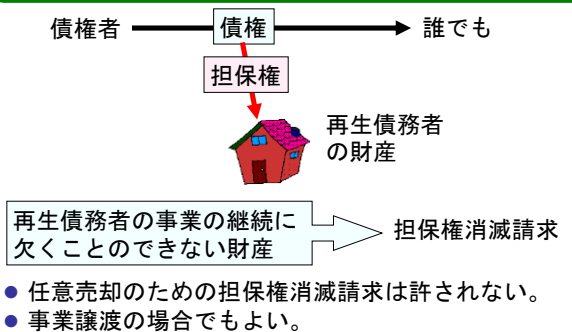 債権者 債権 誰でも
担保権
再生債務者
の財産
再生債務者の事業の継続に
欠くことのできない財産
担保権消滅請求
● 任意売却のための担保権消滅請求は許されない。
● 事業譲渡の場合でもよい。